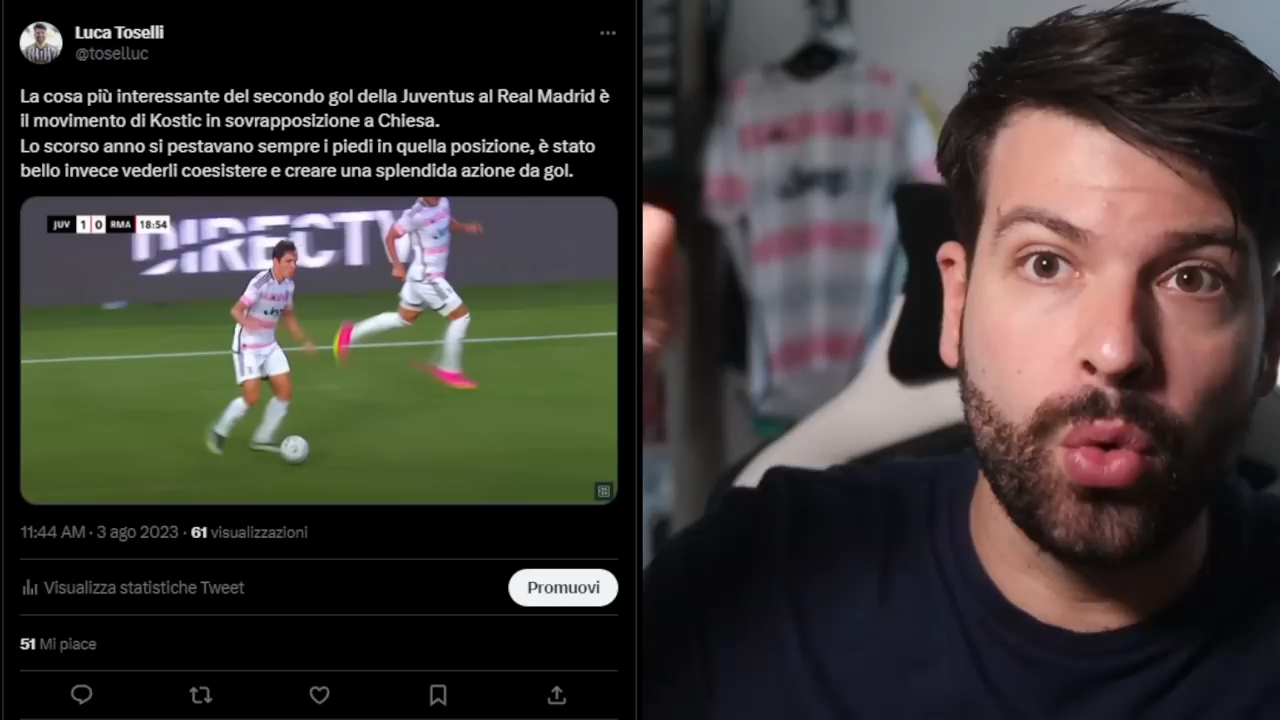 Luca Toselli
@toselluc
La cosa più interessante del secondo gol della Juventus al Real Madrid è
il movimento di Kostic in sovrapposizione a Chiesa.
Lo scorso anno si pestavano sempre i piedi in quella posizione, è stato
bello invece vederli coesistere e creare una splendida azione da gol.
JUV 1 0 RMA 18:54
DIRECTV
Jeep
11:44 AM · 3 ago 2023 · 61 visualizzazioni
Visualizza statistiche Tweet
Promuovi
51 Mi piace